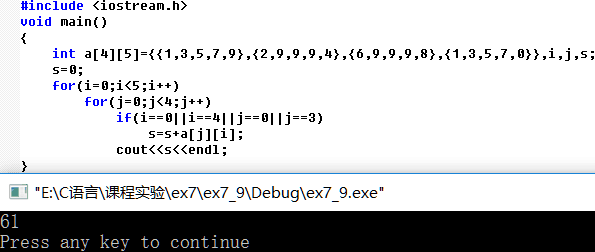 #include <iostream.h>
void main()
{
    int a[4][5]={{1,3,5,7,9},{2,9,9,9,4},{6,9,9,9,8},{1,3,5,7,0}},i,j,s;
    s=0;
    for(i=0;i<5;i++)
        for(j=0;j<4;j++)
            if(i==0||i==4||j==0||j==3)
                s=s+a[j][i];
            cout<<s<<endl;
}
"E:\C语言\课程实验\ex7\ex7_9\Debug\ex7_9.exe"
61
Press any key to continue